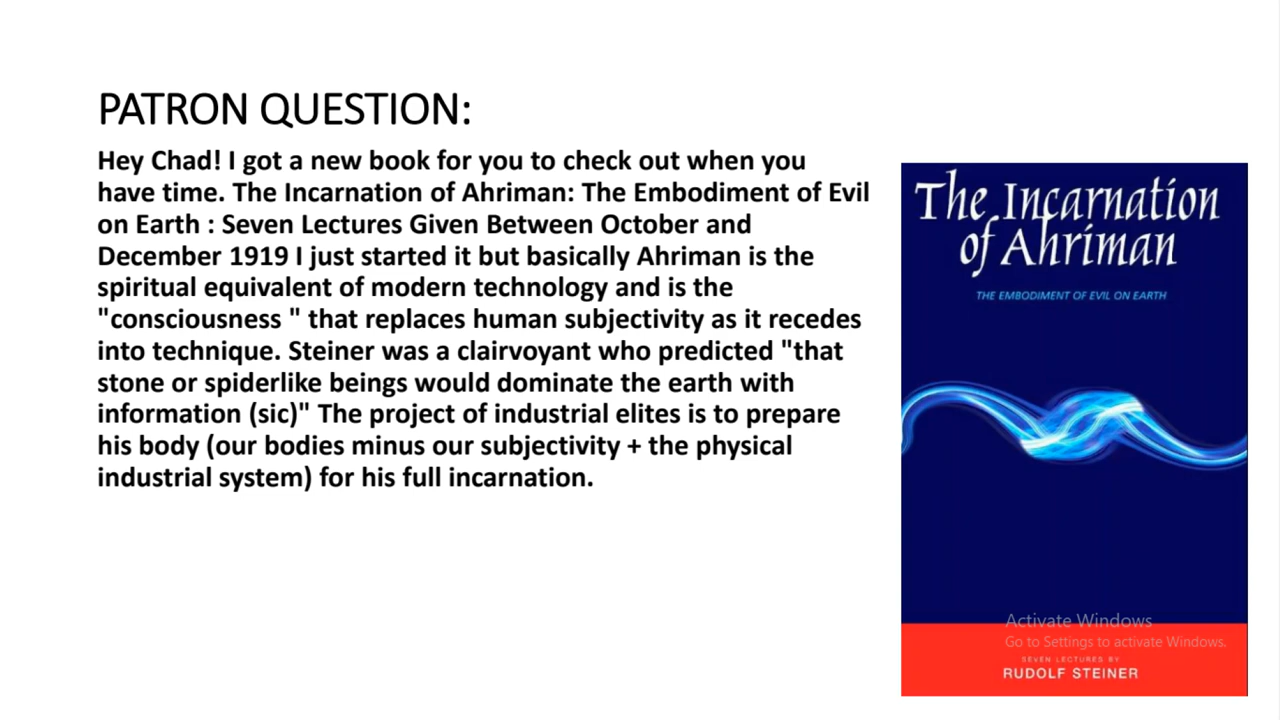 PATRON QUESTION:
Hey Chad! I got a new book for you to check out when you
have time. The Incarnation of Ahriman: The Embodiment of Evil
on Earth : Seven Lectures Given Between October and
December 1919 I just started it but basically Ahriman is the
spiritual equivalent of modern technology and is the
"consciousness " that replaces human subjectivity as it recedes
into technique. Steiner was a clairvoyant who predicted "that
stone or spiderlike beings would dominate the earth with
information (sic)" The project of industrial elites is to prepare
his body (our bodies minus our subjectivity + the physical
industrial system) for his full incarnation.
The Incarnation
of Ahriman
THE EMBODIMENT OF EVIL ON EARTH
Activate Windows
Go to Settings to activate Windows.
SEVEN LECTURES BY
RUDOLF STEINER